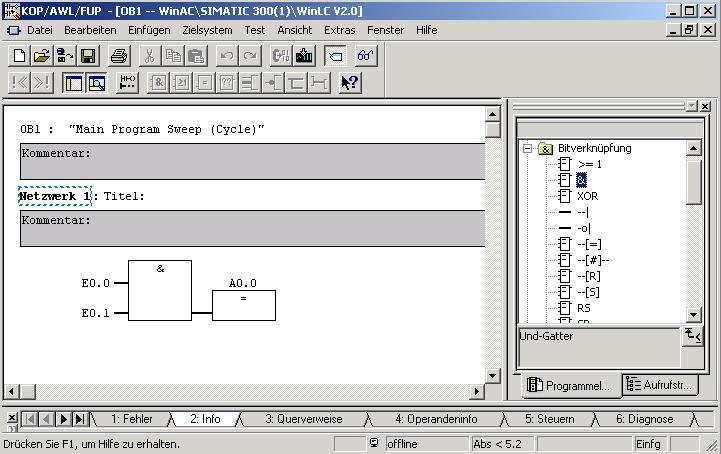 KOP/AWL/FUP - [OB1 -- WinAC\SIMATIC 300(1)\WinLC V2.0]
Datei Bearbeiten Einfügen Zielsystem Test Ansicht Extras Fenster Hilfe
OB1 : "Main Program Sweep (Cycle)"
Kommentar:
Netzwerk 1: Titel:
Kommentar:
&
E0.0
A0.0
=
E0.1
Bitverknüpfung
>= 1
&
XOR
--|
-o|
--[=]
--[#]--
--[R]
--[S]
RS
Und-Gatter
Programmel... Aufrufstr...
1: Fehler 2: Info 3: Querverweise 4: Operandeninfo 5: Steuern 6: Diagnose
Drücken Sie F1, um Hilfe zu erhalten. offline Abs < 5.2 Einfg